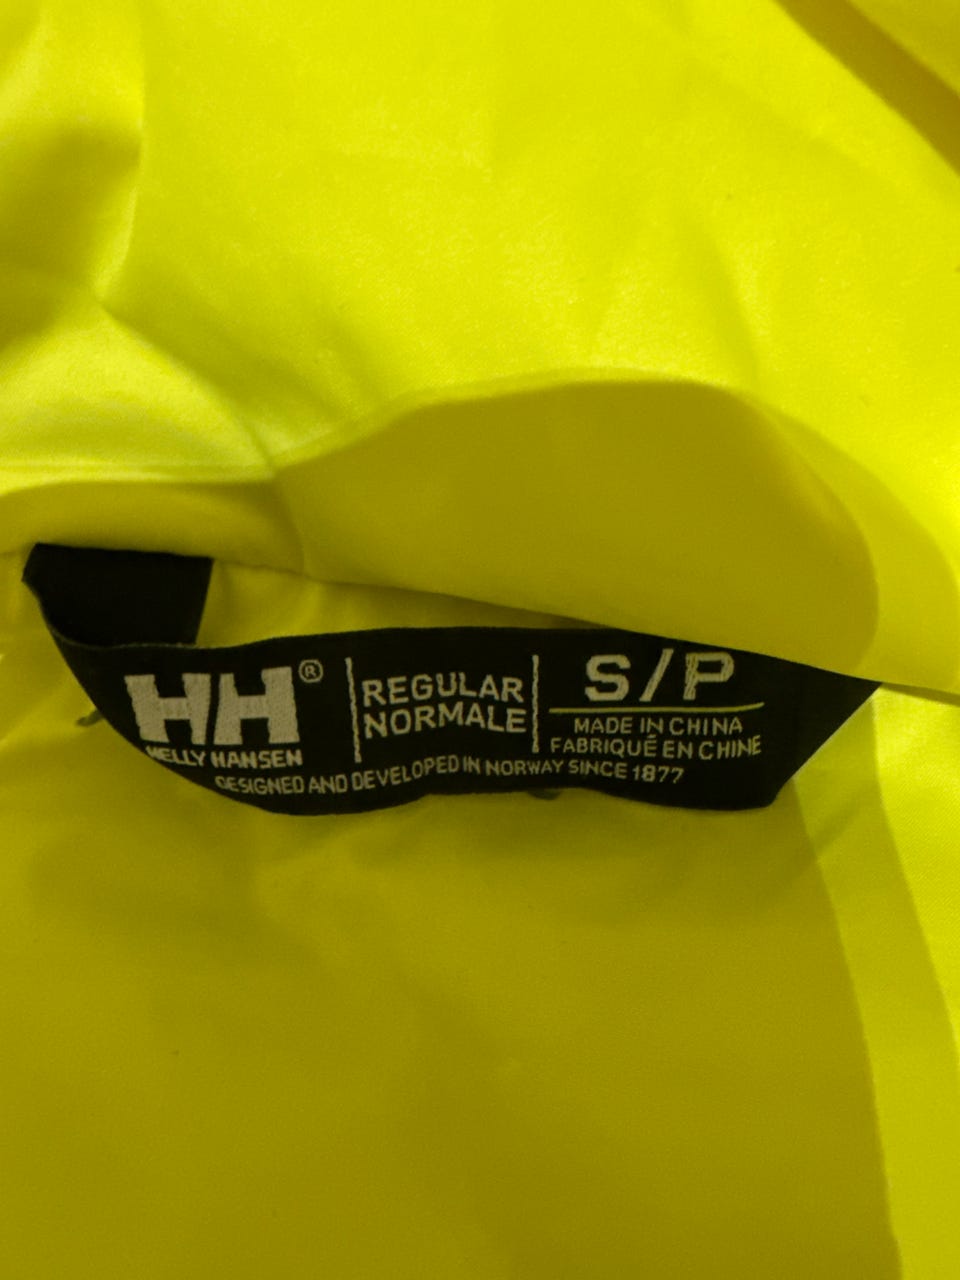 HH®
HELLY HANSEN
REGULAR
NORMALE
S/P
MADE IN CHINA
FABRIQUÉ EN CHINE
DESIGNED AND DEVELOPED IN NORWAY SINCE 1877